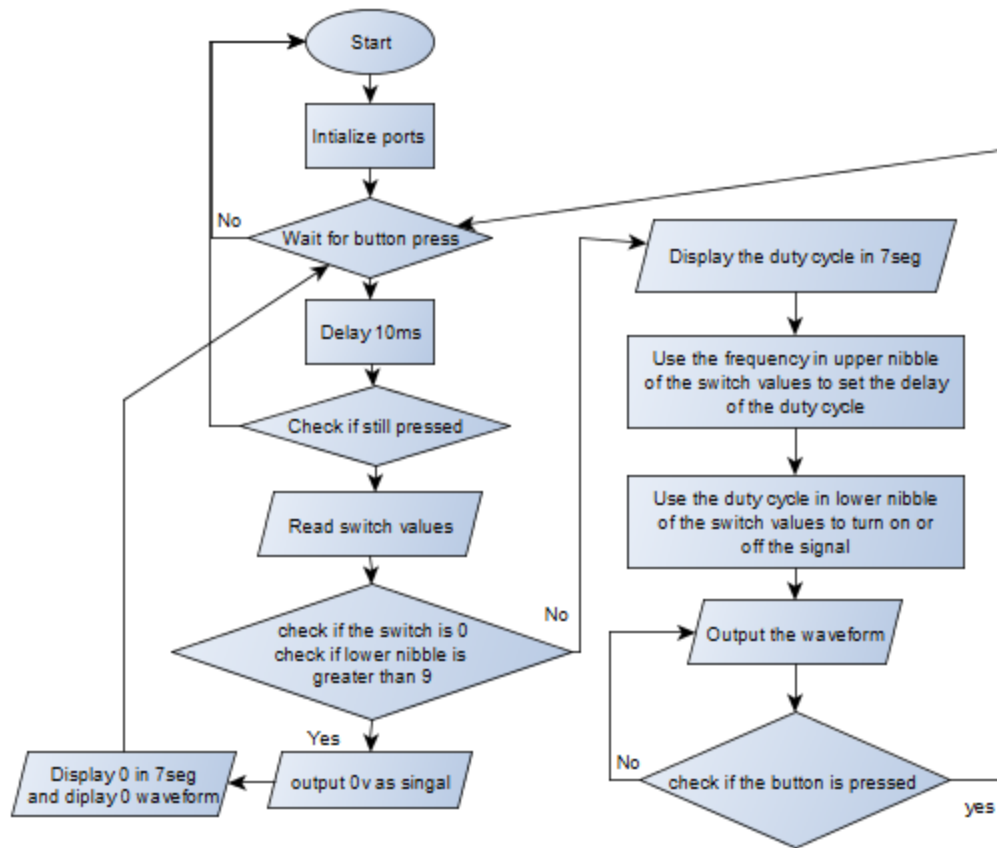 Start
Intialize ports
No
Wait for button press
Delay 10ms
Check if still pressed
Read switch values
check if the switch is 0
check if lower nibble is
greater than 9
No
Yes
output 0v as singal
Display 0 in 7seg
and diplay 0 waveform
Display the duty cycle in 7seg
Use the frequency in upper nibble
of the switch values to set the delay
of the duty cycle
Use the duty cycle in lower nibble
of the switch values to turn on or
off the signal
Output the waveform
No
check if the button is pressed
yes